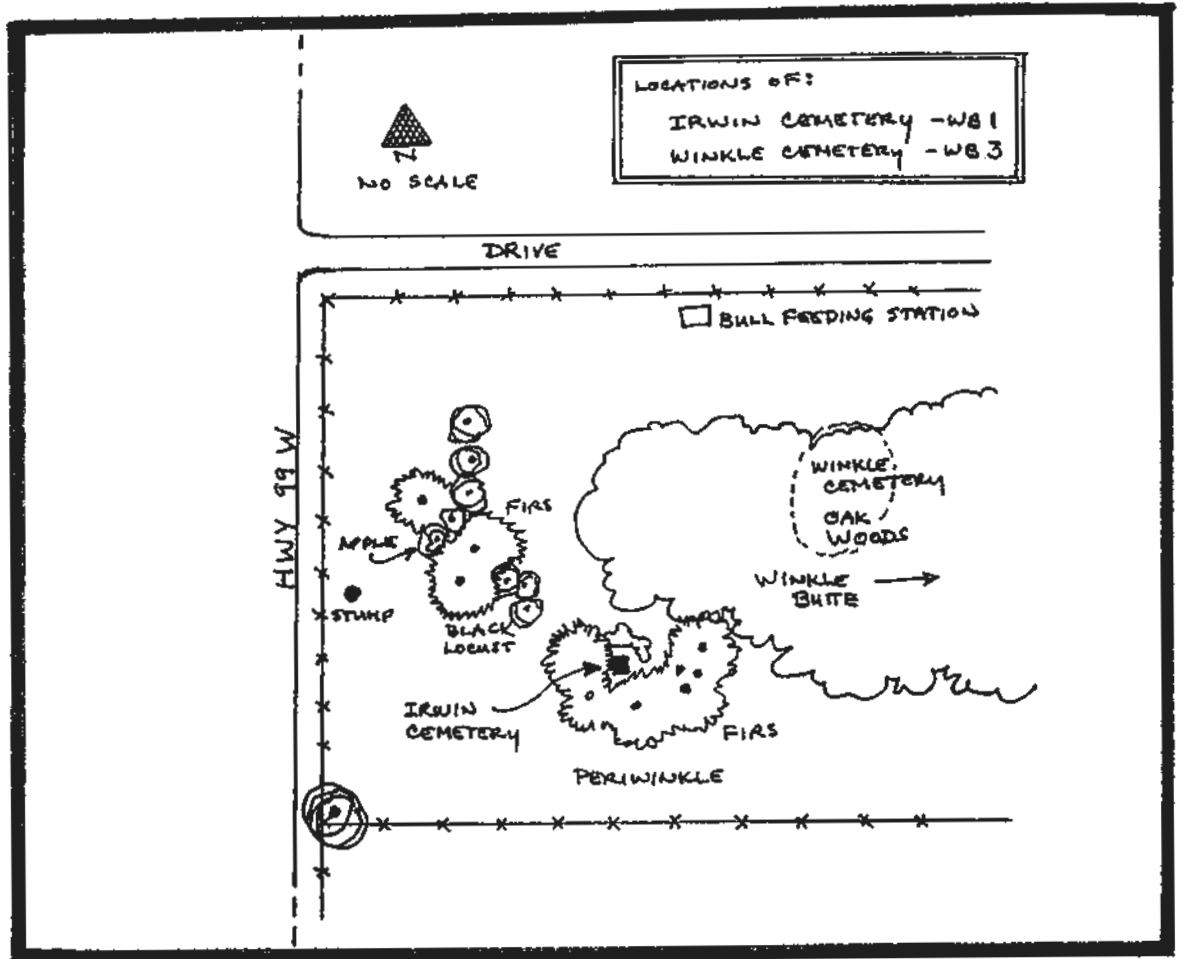 LOCATIONS OF:
IRWIN CEMETERY -WB1
WINKLE CEMETERY -WB3
N
NO SCALE
DRIVE
BULL FEEDING STATION
HWY 99 W
WINKLE
CEMETERY
OAK
WOODS
FIRS
APPLE
STUMP
WINKLE
BUTTE
BLACK
LOCUST
IRWIN
CEMETERY
FIRS
PERIWINKLE